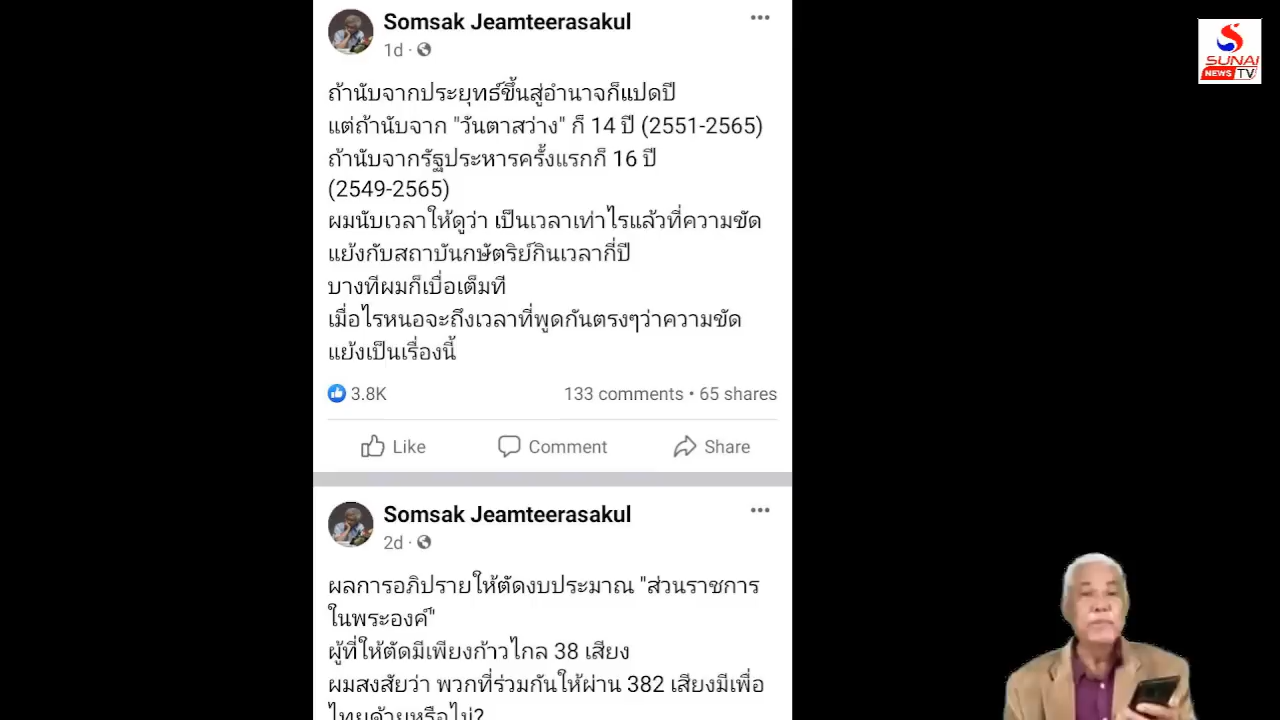 Somsak Jeamteerasakul
1d
ถ้านับจากประยุทธ์ขึ้นสู่อำนาจก็แปดปี
แต่ถ้านับจาก "วันตาสว่าง" ก็ 14 ปี (2551-2565)
ถ้านับจากรัฐประหารครั้งแรกก็ 16 ปี
(2549-2565)
ผมนับเวลาให้ดูว่า เป็นเวลาเท่าไรแล้วที่ความขัด
แย้งกับสถาบันกษัตริย์กินเวลากี่ปี
บางทีผมก็เบื่อเต็มที
เมื่อไรหนอจะถึงเวลาที่พูดกันตรงๆว่าความขัด
แย้งเป็นเรื่องนี้
3.8K 133 comments • 65 shares
Like Comment Share
Somsak Jeamteerasakul
2d
ผลการอภิปรายให้ตัดงบประมาณ "ส่วนราชการ
ในพระองค์"
ผู้ที่ให้ตัดมีเพียงก้าวไกล 38 เสียง
ผมสงสัยว่า พวกที่ร่วมกันให้ผ่าน 382 เสียงมีเพื่อ
ไทยด้วยหรือไม่?
SUNAI
NEWS TV